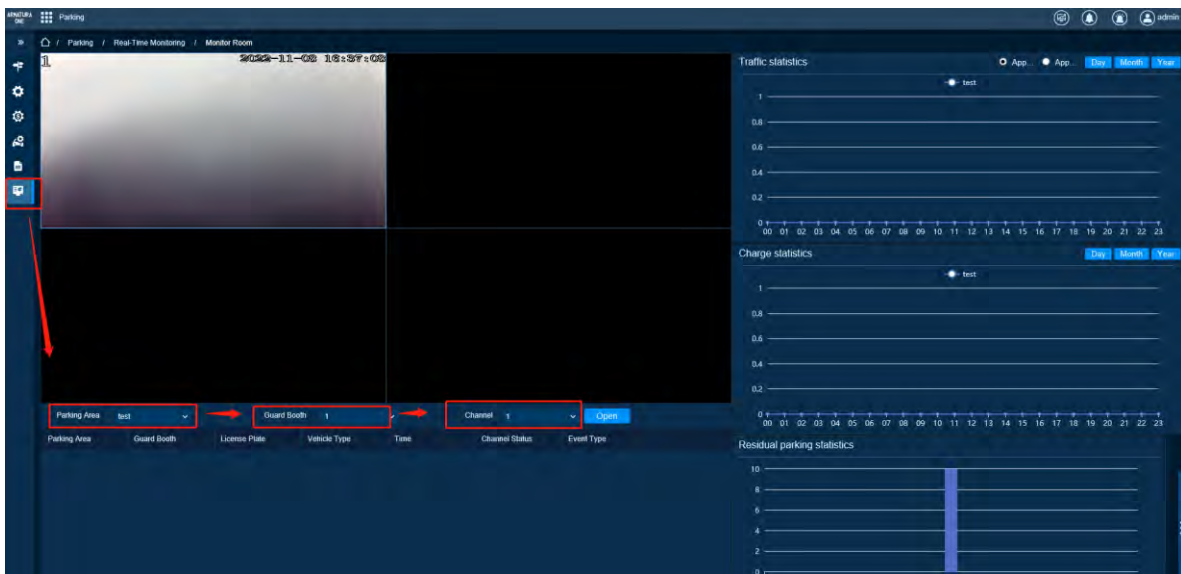 ARMATURA ONE
Parking
admin
/ Parking / Real-Time Monitoring / Monitor Room
1
2022-11-02 16:37:02
Traffic statistics
App... App... Day Month Year
test
1
0.8
0.6
0.4
0.2
0
00 01 02 03 04 05 06 07 08 09 10 11 12 13 14 15 16 17 18 19 20 21 22 23
Charge statistics
Day Month Year
test
1
0.8
0.6
0.4
0.2
0
00 01 02 03 04 05 06 07 08 09 10 11 12 13 14 15 16 17 18 19 20 21 22 23
Parking Area test Guard Booth 1 Channel 1 Open
Parking Area Guard Booth License Plate Vehicle Type Time Channel Status Event Type
Residual parking statistics
10
8
6
4
2
0